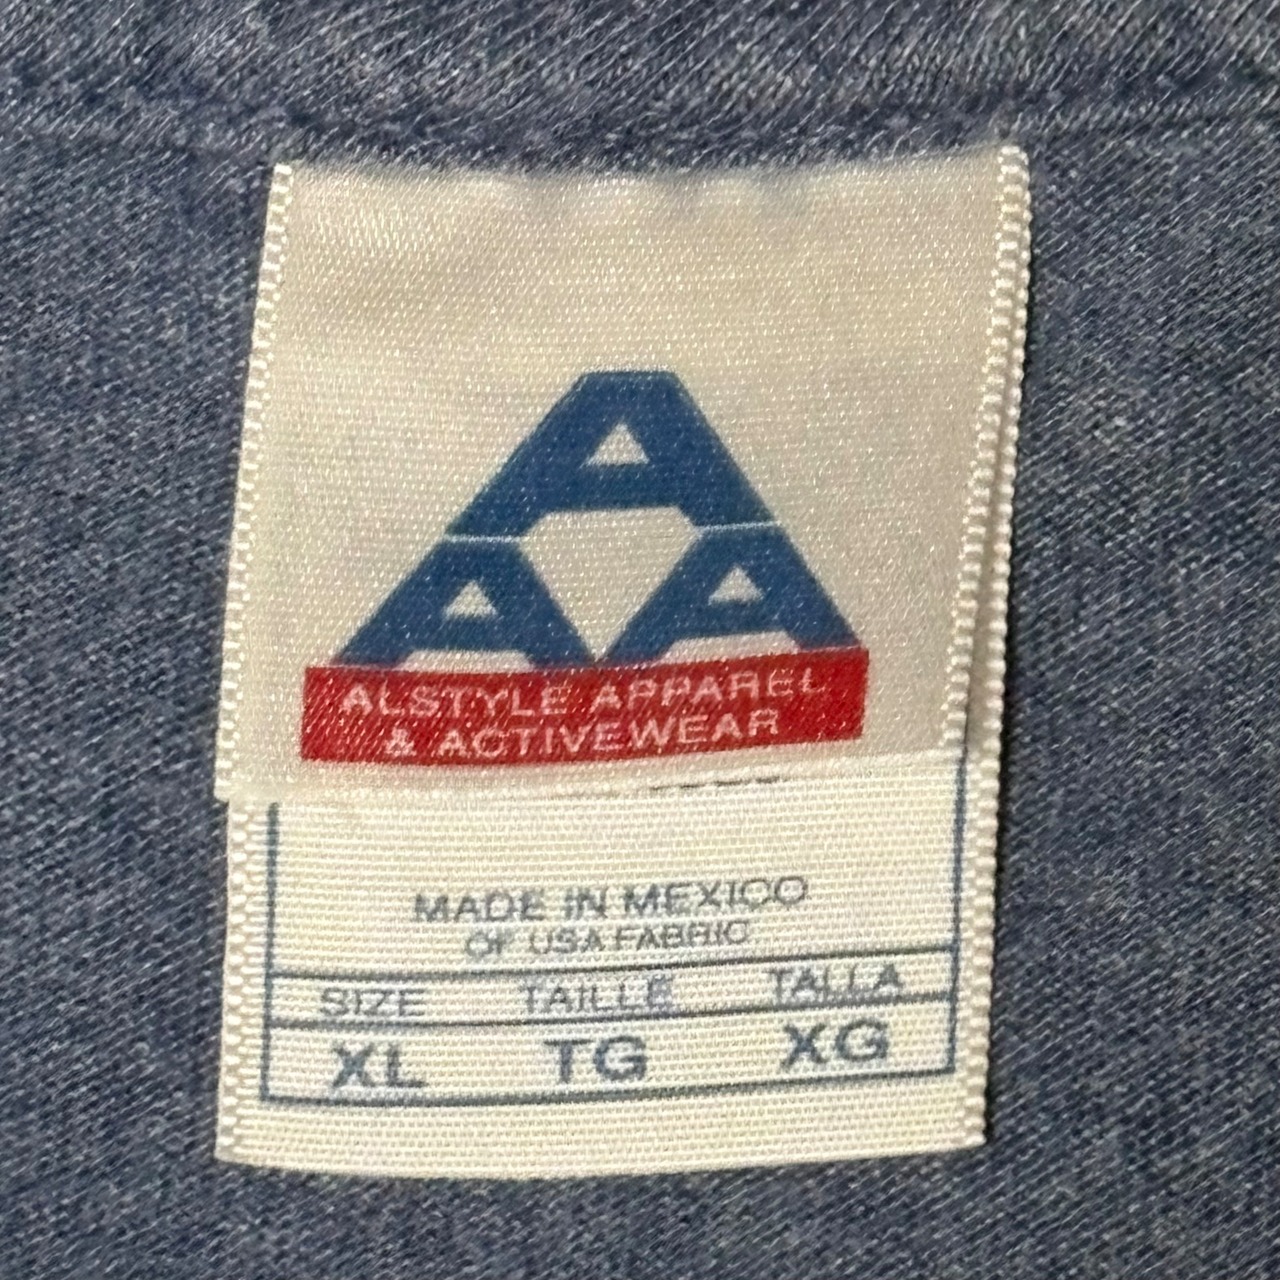 A
A A
ALSTYLE APPAREL
& ACTIVEWEAR
MADE IN MEXICO
OF USA FABRIC
SIZE TAILLE TALLA
XL TG XG